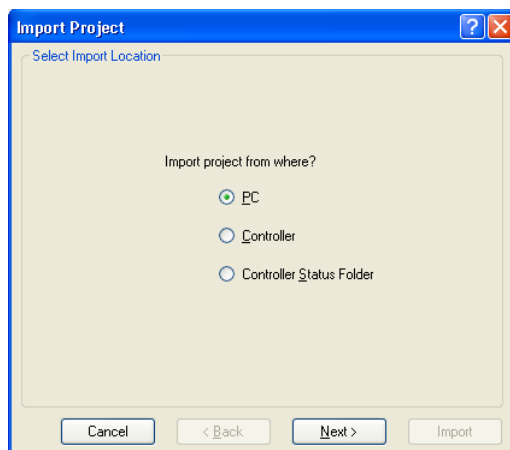 Import Project
Select Import Location
Import project from where?
PC
Controller
Controller Status Folder
Cancel
< Back
Next >
Import